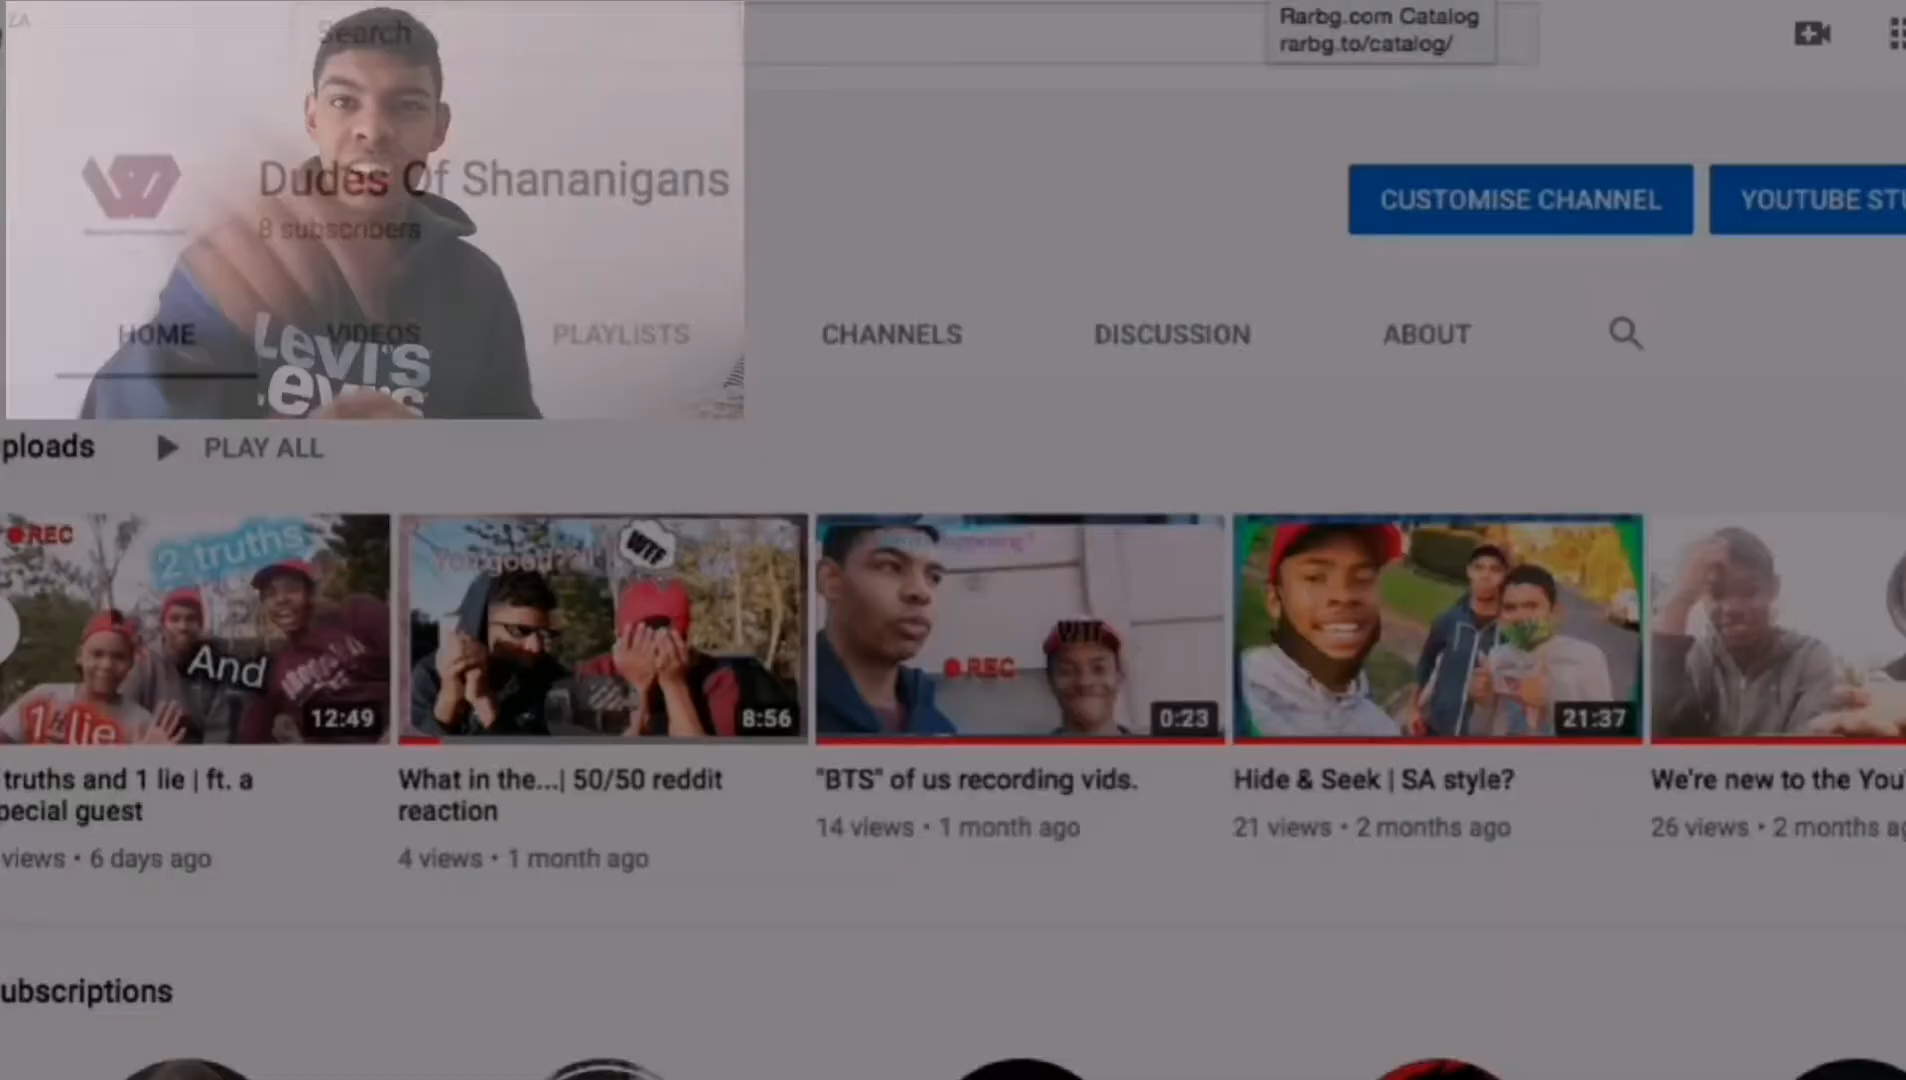 ZA
Search
Rarbg.com Catalog
rarbg.to/catalog/
Dudes Of Shananigans
8 subscribers
CUSTOMISE CHANNEL
YOUTUBE STU
HOME
VIDEOS
PLAYLISTS
CHANNELS
DISCUSSION
ABOUT
LEVI'S
ploads
PLAY ALL
REC
2 truths
And
1 lie
12:49
You good?
WTF
8:56
WTF
REC
0:23
21:37
truths and 1 lie | ft. a
pecial guest
views • 6 days ago
What in the...| 50/50 reddit
reaction
4 views • 1 month ago
"BTS" of us recording vids.
14 views • 1 month ago
Hide & Seek | SA style?
21 views • 2 months ago
We're new to the You
26 views • 2 months ag
ubscriptions